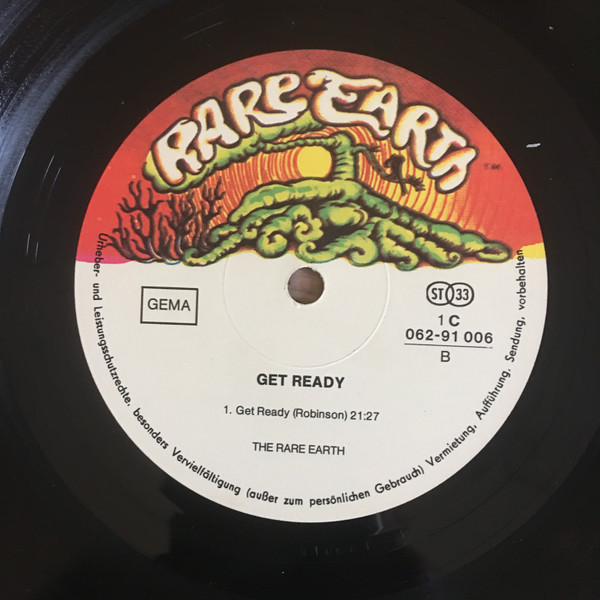 RARE EARTH
GEMA
ST 33
1 C
062-91 006
B
GET READY
1. Get Ready (Robinson) 21:27
THE RARE EARTH
Urheber- und Leistungsschutzrechte, besonders Vervielfältigung (außer zum persönlichen Gebrauch) Vermietung, Aufführung, Sendung, vorbehalten